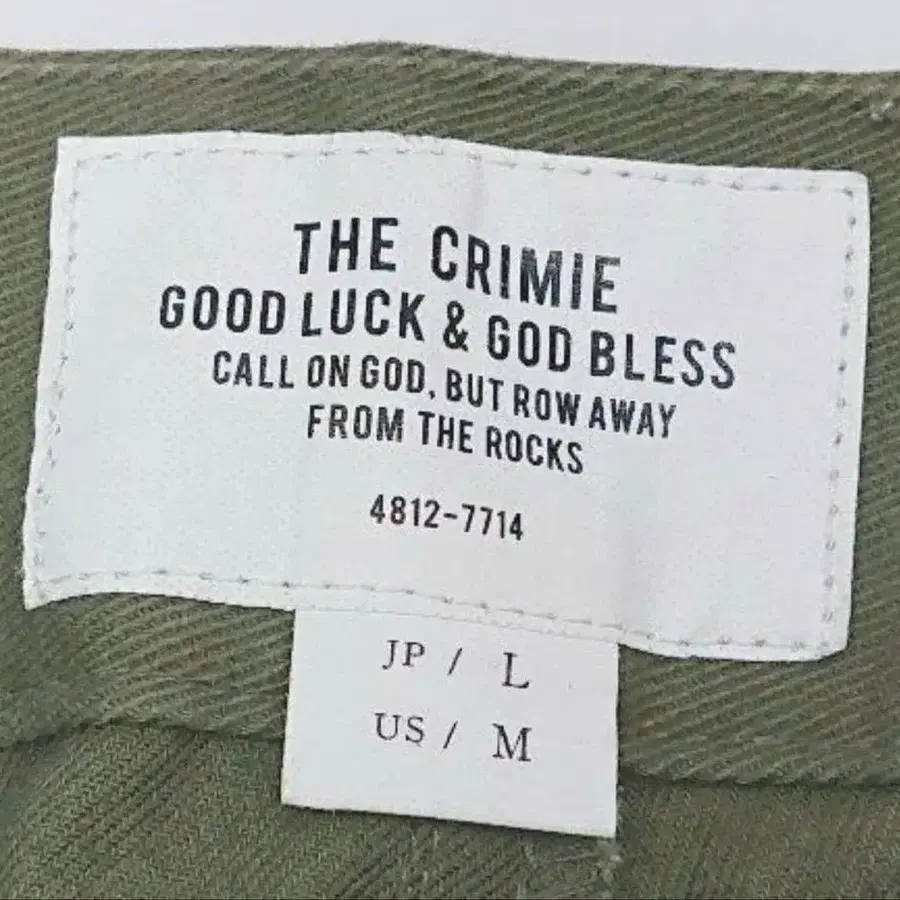 THE CRIMIE
GOOD LUCK & GOD BLESS
CALL ON GOD, BUT ROW AWAY
FROM THE ROCKS
4812-7714
JP / L
US / M